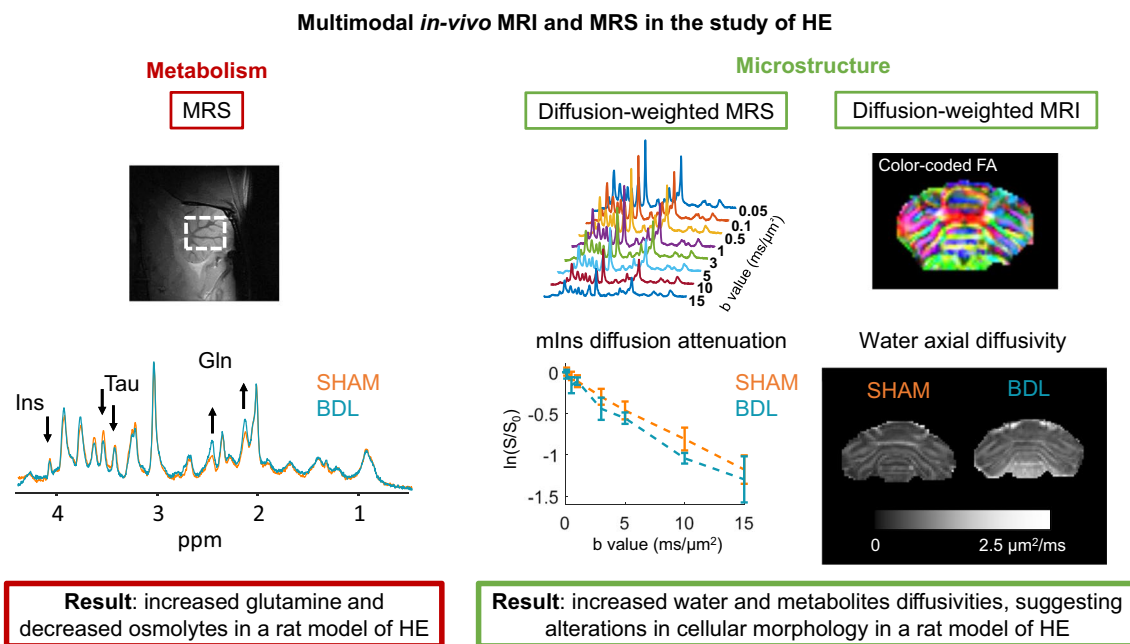 Multimodal in-vivo MRI and MRS in the study of HE
Metabolism
MRS
Ins
Tau
Gln
SHAM
BDL
4
3
2
1
ppm
Result: increased glutamine and
decreased osmolytes in a rat model of HE
Microstructure
Diffusion-weighted MRS
0.05
0.1
0.5
1
3
5
10
15
b value (ms/µm²)
mIns diffusion attenuation
SHAM
BDL
0
-0.5
-1
-1.5
ln(S/S₀)
0
5
10
15
b value (ms/µm²)
Diffusion-weighted MRI
Color-coded FA
Water axial diffusivity
SHAM
BDL
0
2.5 µm²/ms
Result: increased water and metabolites diffusivities, suggesting
alterations in cellular morphology in a rat model of HE